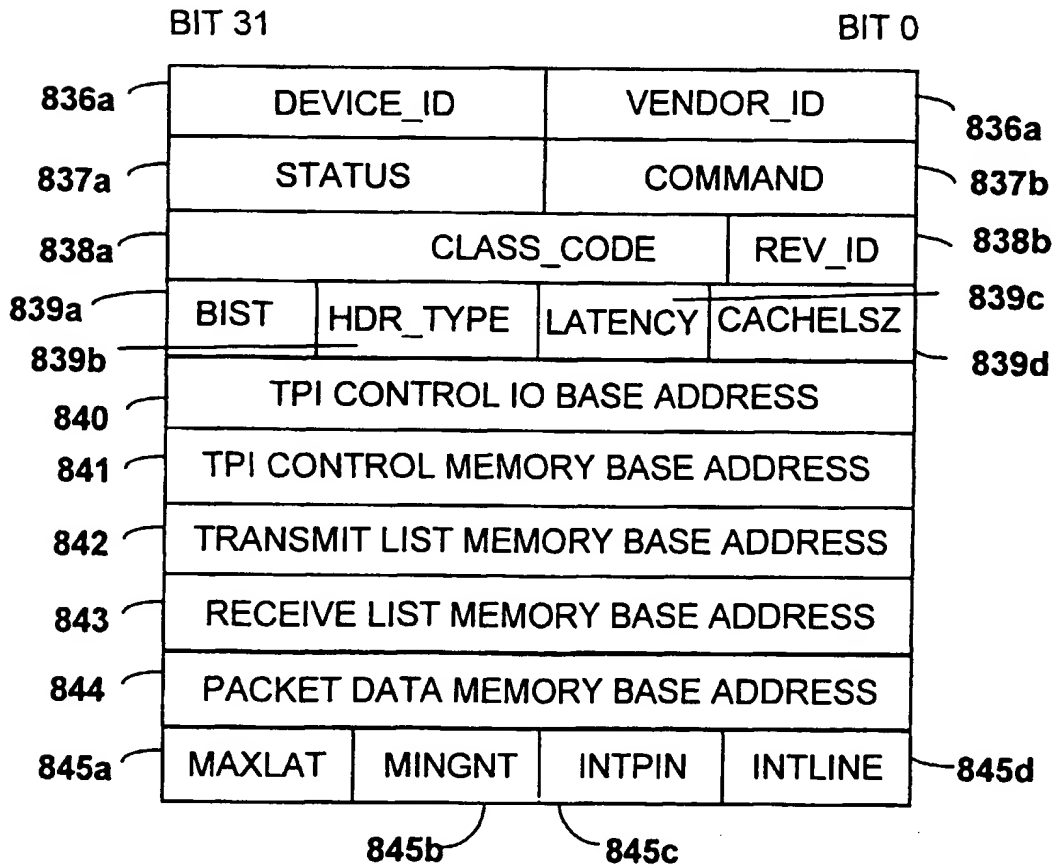 BIT 31 BIT 0
836a DEVICE_ID VENDOR_ID 836a
837a STATUS COMMAND 837b
838a CLASS_CODE REV_ID 838b
839a BIST HDR_TYPE LATENCY CACHELSZ 839c
839b 839d
840 TPI CONTROL IO BASE ADDRESS
841 TPI CONTROL MEMORY BASE ADDRESS
842 TRANSMIT LIST MEMORY BASE ADDRESS
843 RECEIVE LIST MEMORY BASE ADDRESS
844 PACKET DATA MEMORY BASE ADDRESS
845a MAXLAT MINGNT INTPIN INTLINE 845d
845b 845c